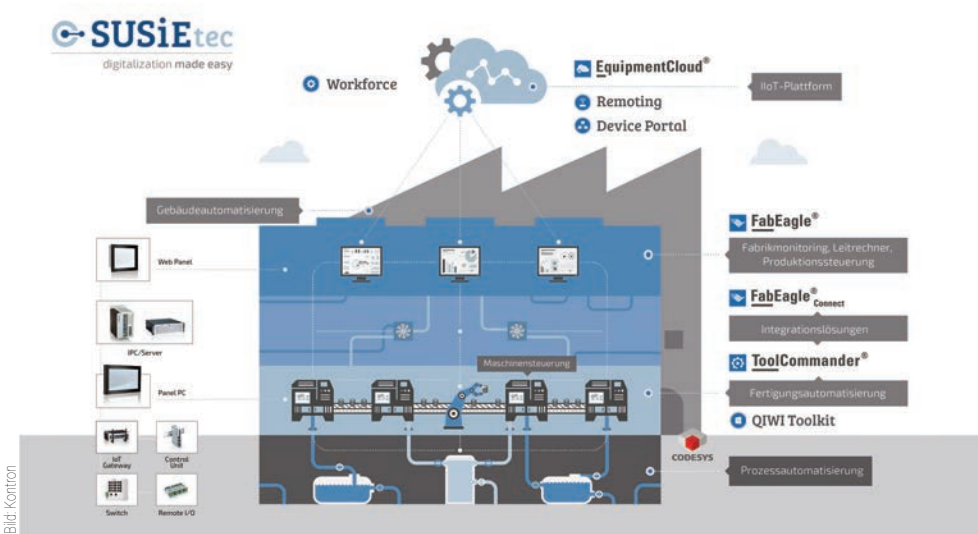 SUSiEtec
digitalization made easy
Workforce
EquipmentCloud®
Remoting
Device Portal
IIoT-Plattform
Gebäudeautomatisierung
Web Panel
IPC/Server
Panel PC
IoT
Gateway
Control
Unit
Switch
Remote I/O
Maschinensteuerung
FabEagle®
Fabrikmonitoring, Leitrechner,
Produktionssteuerung
FabEagle®Connect
Integrationslösungen
ToolCommander®
Fertigungsautomatisierung
QIWI Toolkit
CODESYS
Prozessautomatisierung
Bild: Kontron